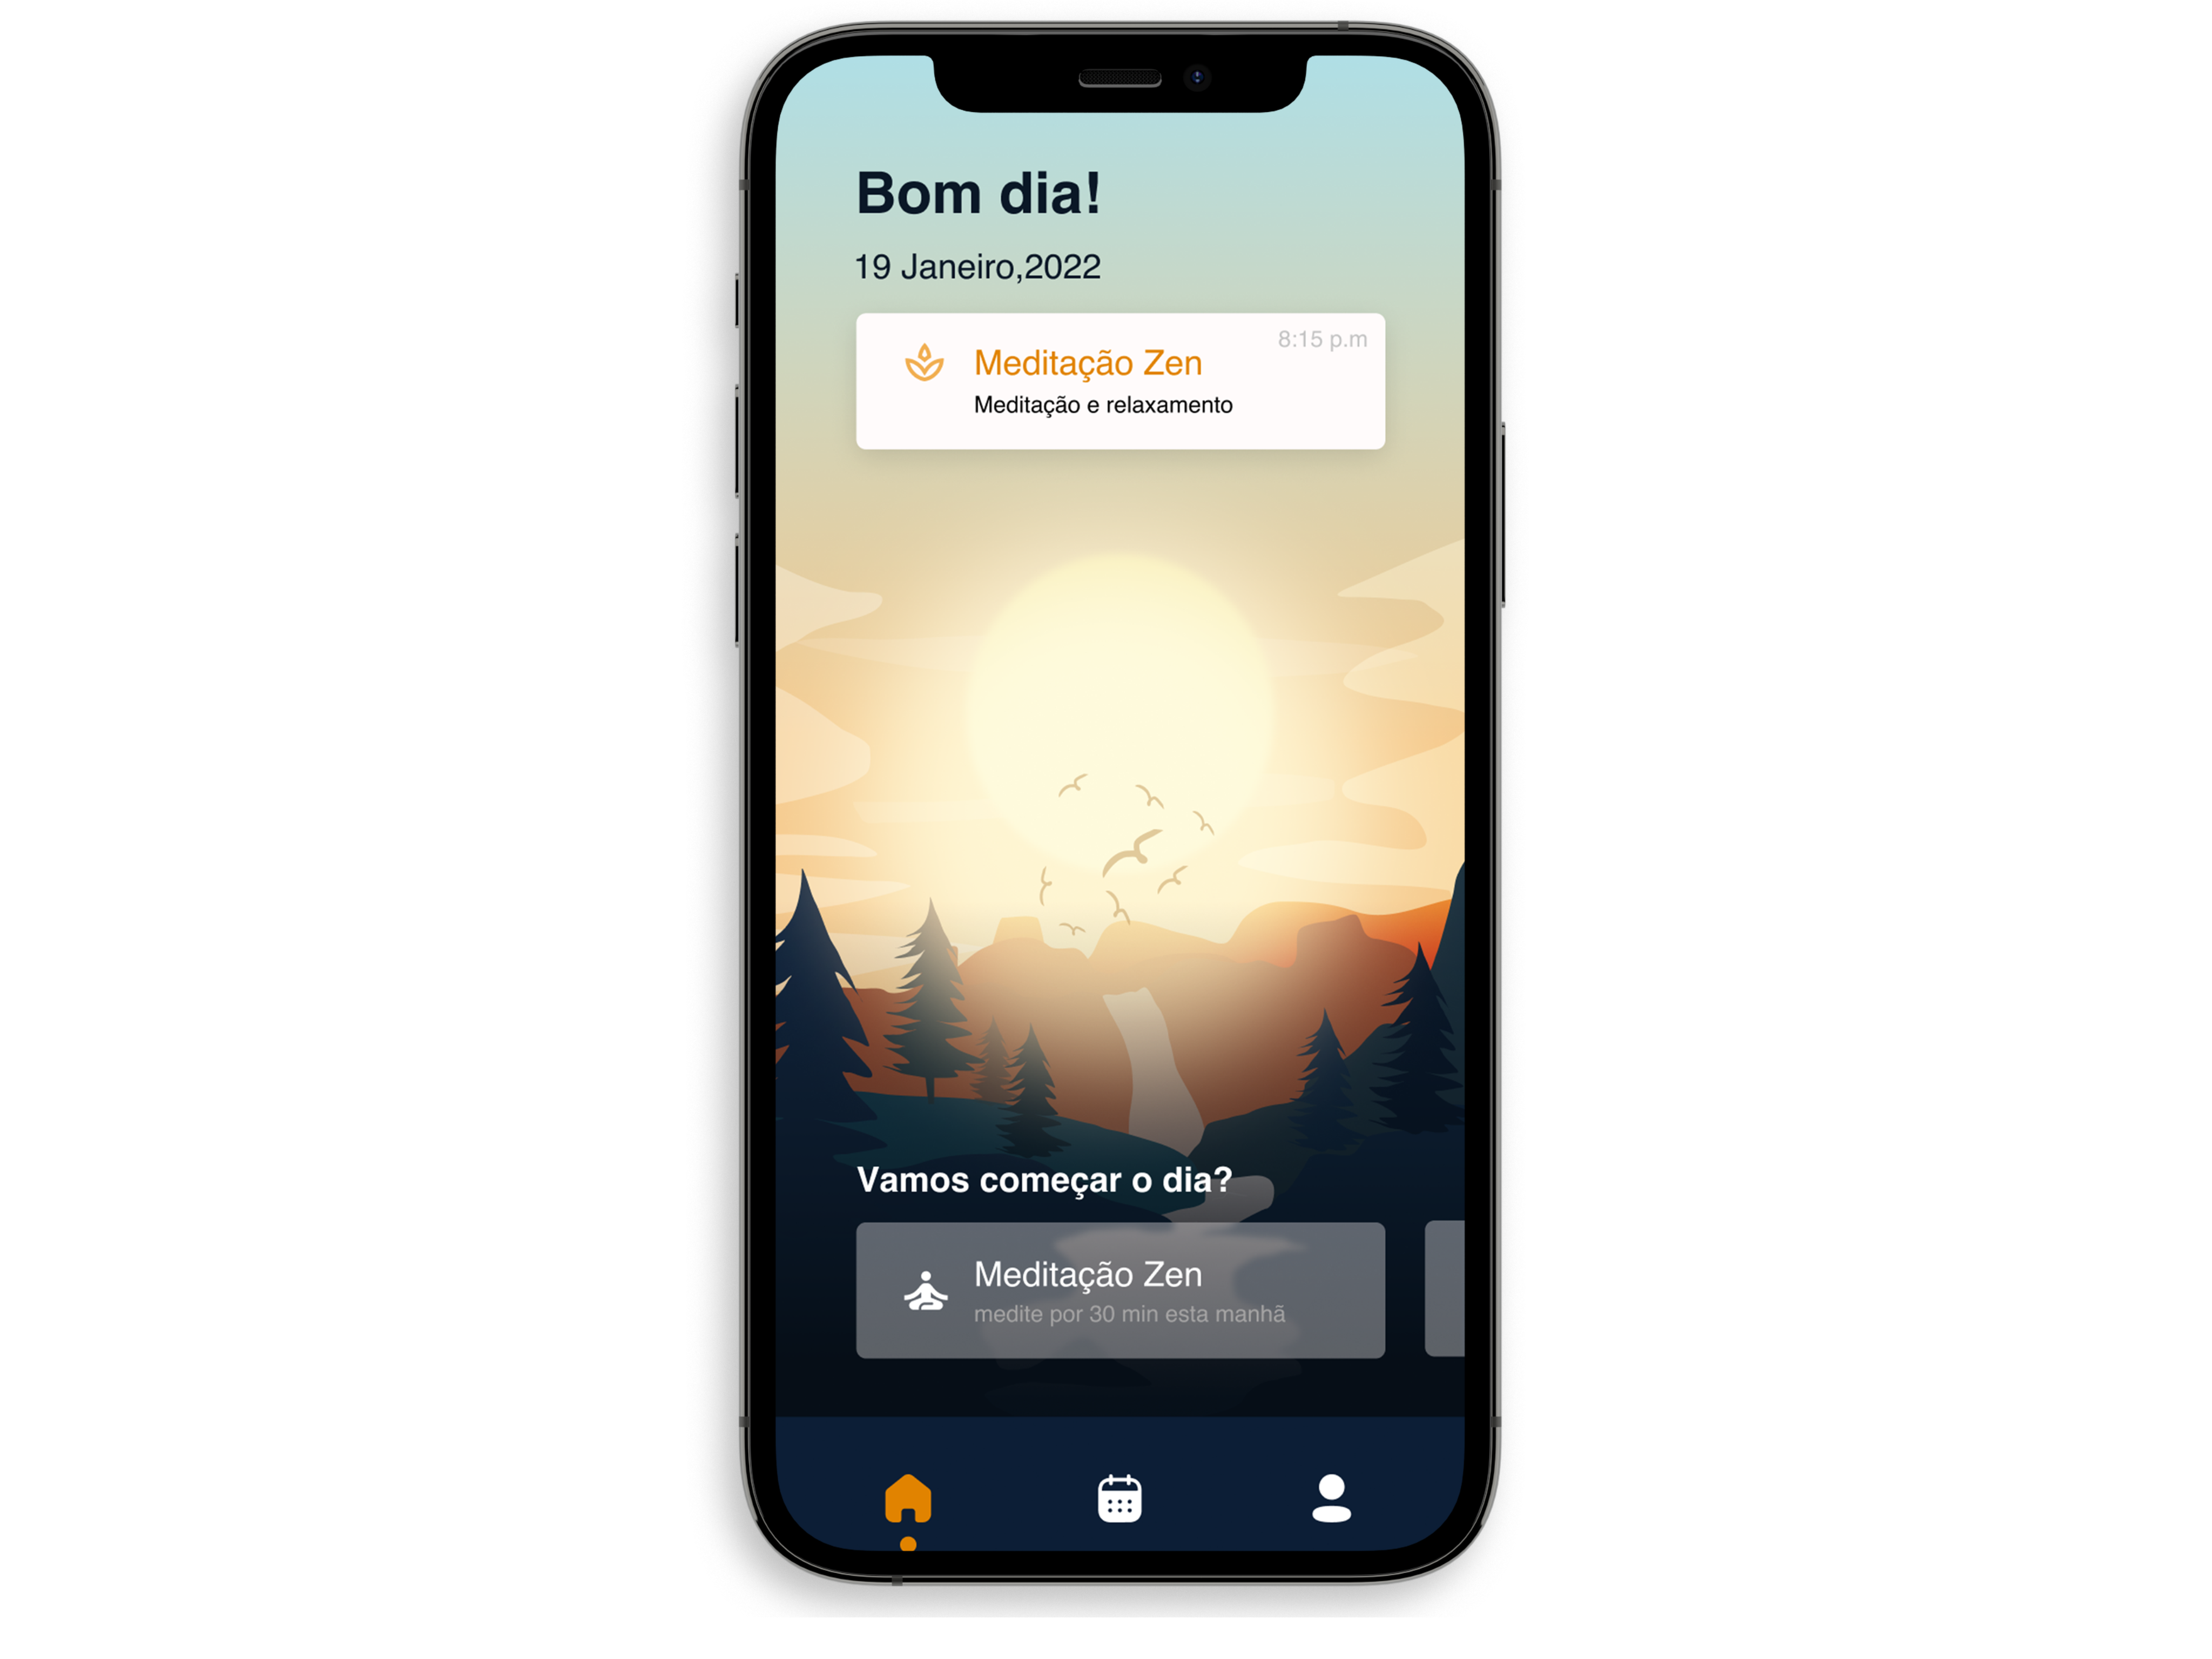 Bom dia!
19 Janeiro,2022
8:15 p.m
Meditação Zen
Meditação e relaxamento
Vamos começar o dia?
Meditação Zen
medite por 30 min esta manhã